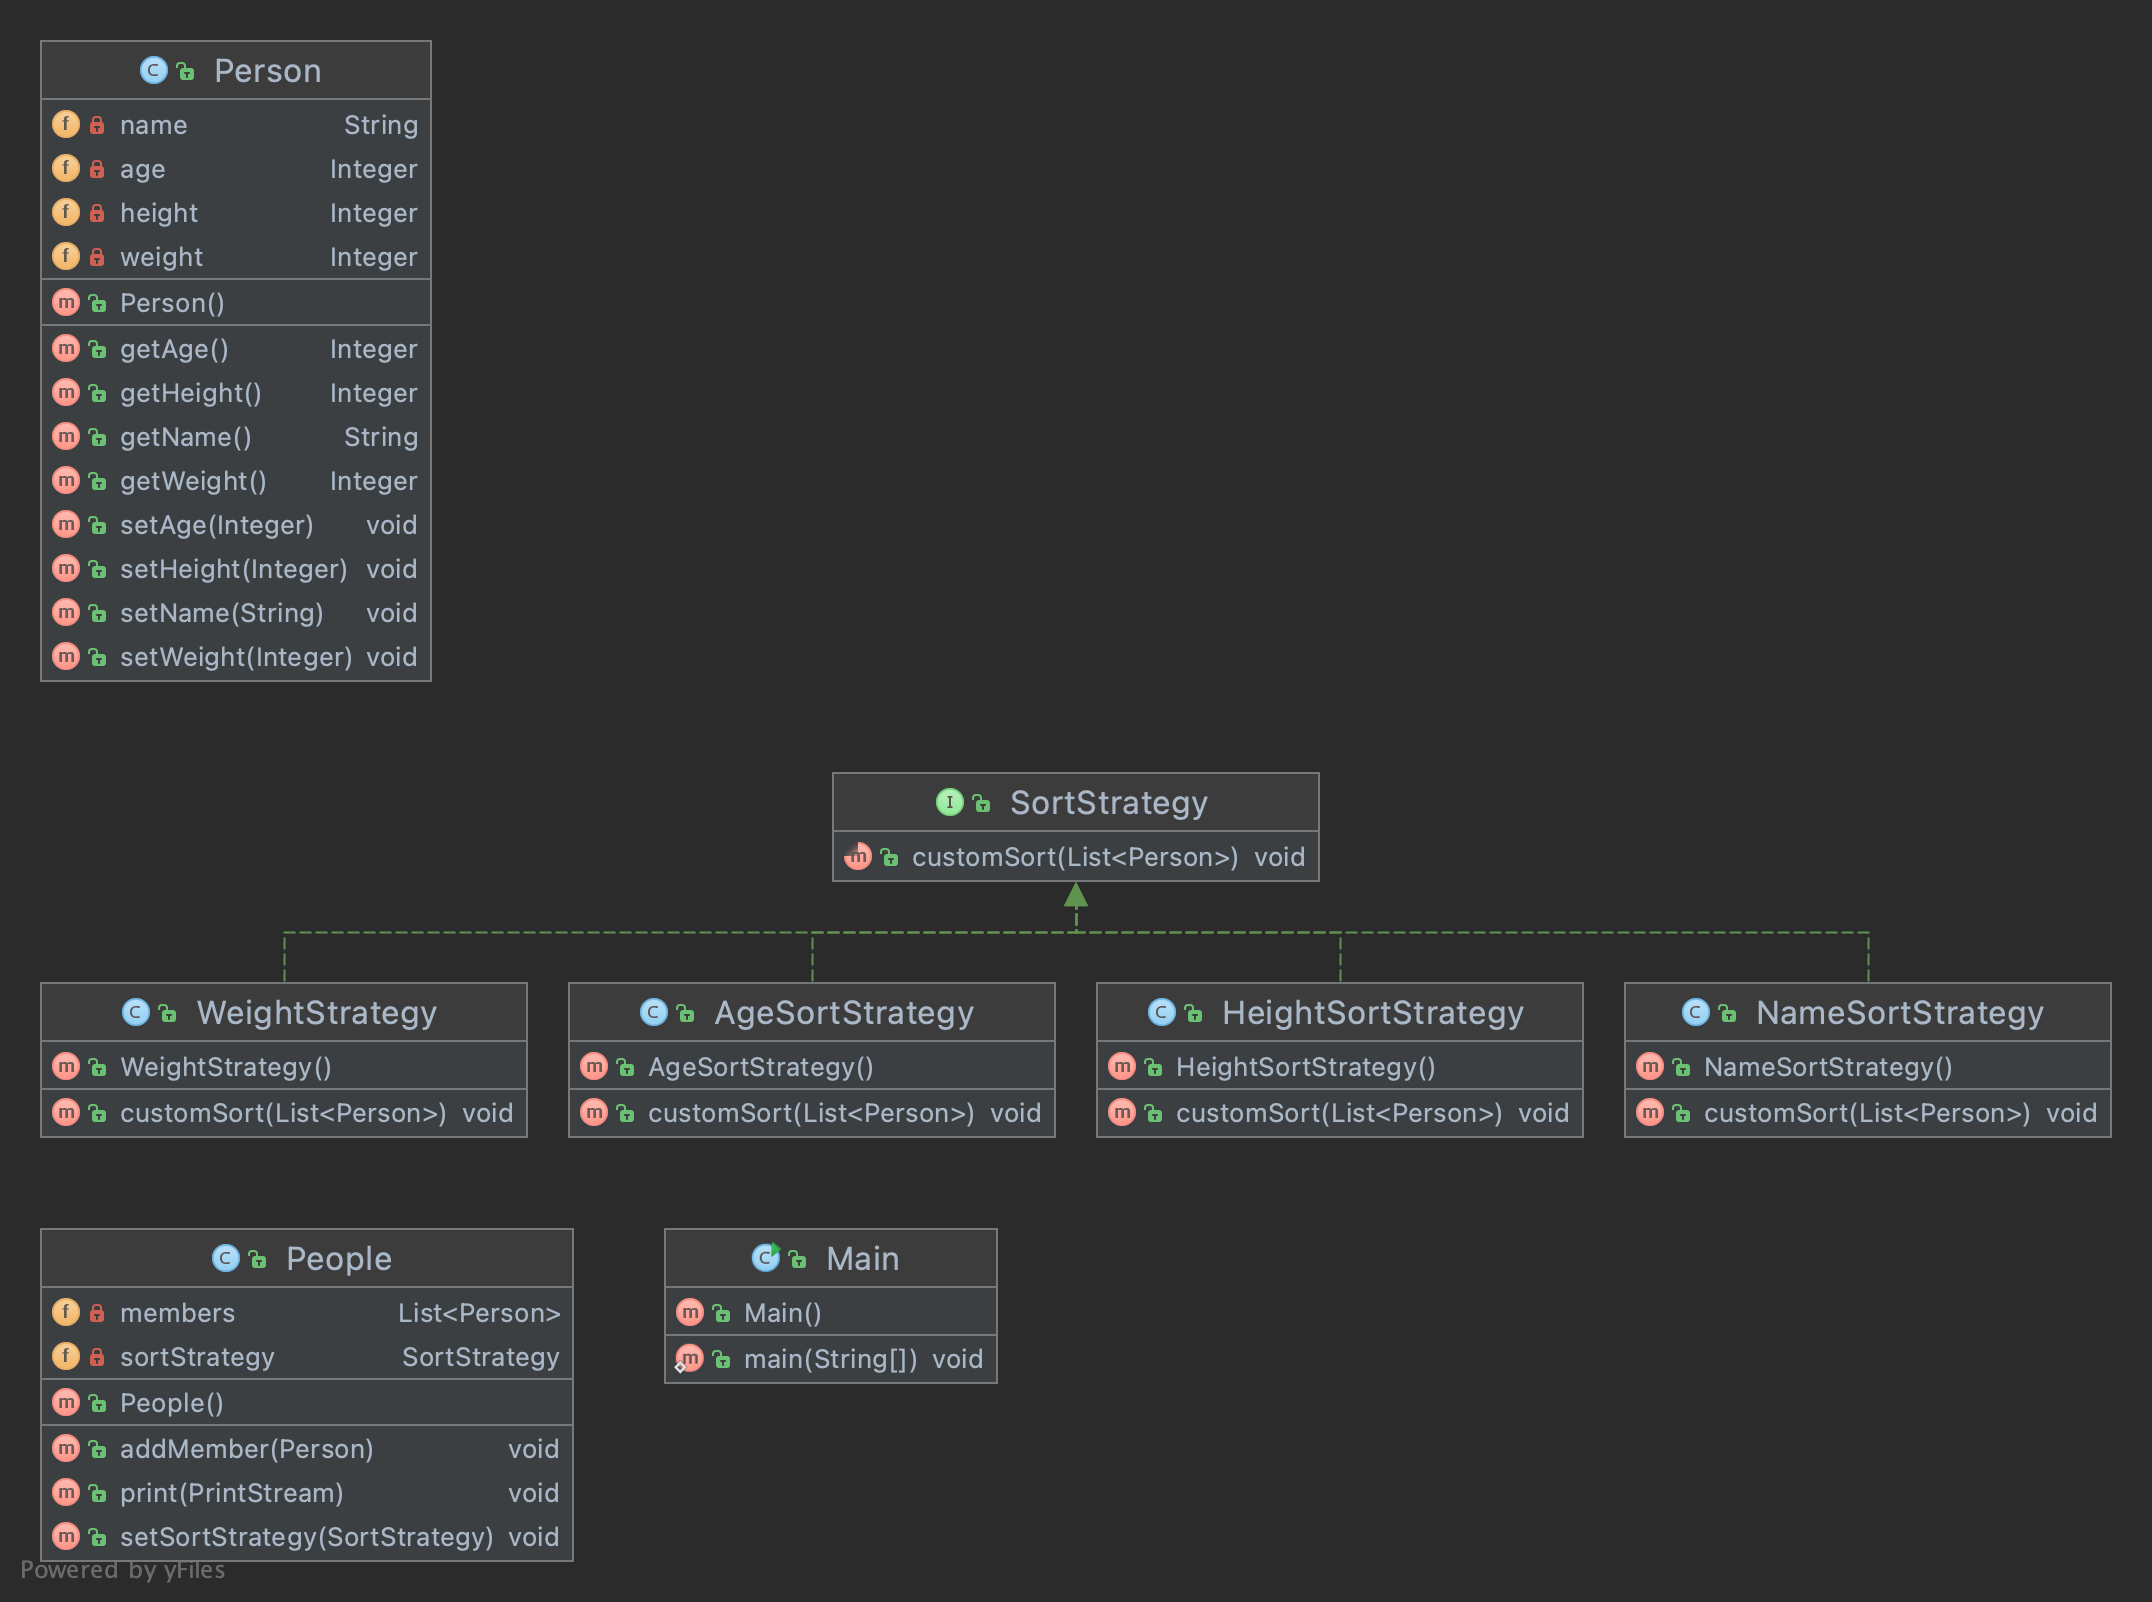 Person
name String
age Integer
height Integer
weight Integer
Person()
getAge() Integer
getHeight() Integer
getName() String
getWeight() Integer
setAge(Integer) void
setHeight(Integer) void
setName(String) void
setWeight(Integer) void
SortStrategy
customSort(List<Person>) void
WeightStrategy
WeightStrategy()
customSort(List<Person>) void
AgeSortStrategy
AgeSortStrategy()
customSort(List<Person>) void
HeightSortStrategy
HeightSortStrategy()
customSort(List<Person>) void
NameSortStrategy
NameSortStrategy()
customSort(List<Person>) void
People
members List<Person>
sortStrategy SortStrategy
People()
addMember(Person) void
print(PrintStream) void
setSortStrategy(SortStrategy) void
Main
Main()
main(String[]) void
Powered by yFiles